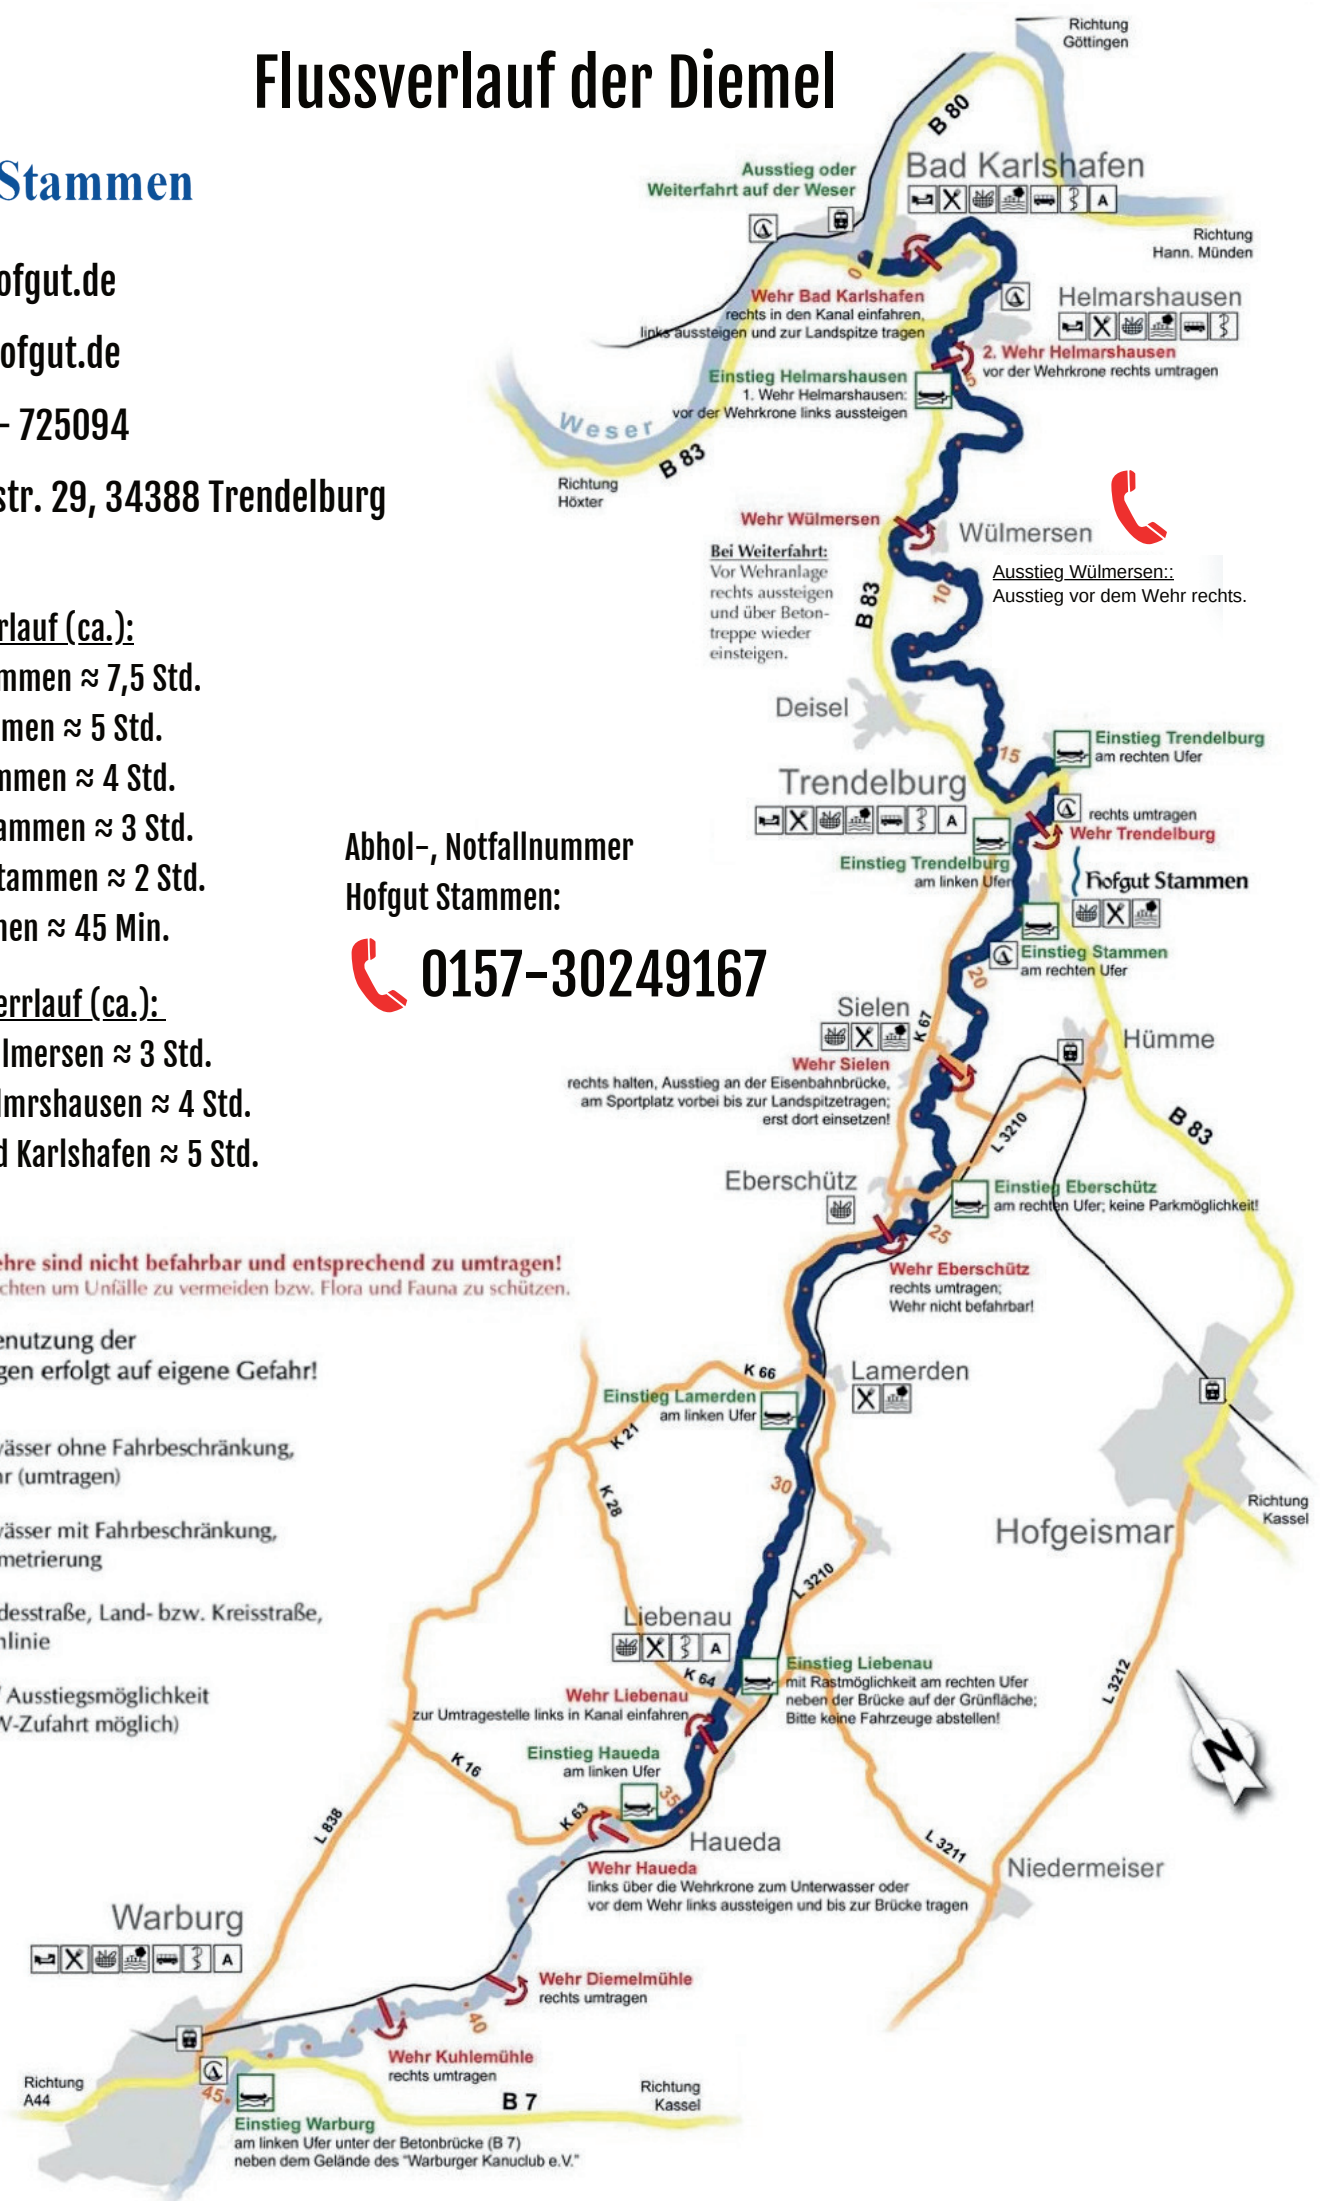 Flussverlauf der Diemel
Stammen
ofgut.de
ofgut.de
- 725094
str. 29, 34388 Trendelburg
rlauf (ca.):
mmen ≈ 7,5 Std.
men ≈ 5 Std.
mmen ≈ 4 Std.
ammen ≈ 3 Std.
tammen ≈ 2 Std.
nen ≈ 45 Min.
errlauf (ca.):
lmersen ≈ 3 Std.
lmrshausen ≈ 4 Std.
d Karlshafen ≈ 5 Std.
Abhol-, Notfallnummer
Hofgut Stammen:
0157-30249167
ehre sind nicht befahrbar und entsprechend zu umtragen!
chten um Unfälle zu vermeiden bzw. Flora und Fauna zu schützen.
enutzung der
gen erfolgt auf eigene Gefahr!
vässer ohne Fahrbeschränkung,
hr (umtragen)
vässer mit Fahrbeschränkung,
metrierung
desstraße, Land- bzw. Kreisstraße,
nlinie
/ Ausstiegsmöglichkeit
W-Zufahrt möglich)
Richtung
Göttingen
B 80
Ausstieg oder
Weiterfahrt auf der Weser
Bad Karlshafen
A
Richtung
Hann. Münden
0
Wehr Bad Karlshafen
rechts in den Kanal einfahren,
links aussteigen und zur Landspitze tragen
Helmarshausen
2. Wehr Helmarshausen
vor der Wehrkrone rechts umtragen
5
Einstieg Helmarshausen
1. Wehr Helmarshausen:
vor der Wehrkrone links aussteigen
Weser
B 83
Richtung
Höxter
Wehr Wülmersen
Wülmersen
Bei Weiterfahrt:
Vor Wehranlage
rechts aussteigen
und über Beton-
treppe wieder
einsteigen.
B 83
10
Ausstieg Wülmersen::
Ausstieg vor dem Wehr rechts.
Deisel
15
Einstieg Trendelburg
am rechten Ufer
Trendelburg
A
rechts umtragen
Wehr Trendelburg
Einstieg Trendelburg
am linken Ufer
Hofgut Stammen
Einstieg Stammen
am rechten Ufer
20
Sielen
K 67
Hümme
Wehr Sielen
rechts halten, Ausstieg an der Eisenbahnbrücke,
am Sportplatz vorbei bis zur Landspitzetragen;
erst dort einsetzen!
L 3210
B 83
Eberschütz
Einstieg Eberschütz
am rechten Ufer; keine Parkmöglichkeit!
25
Wehr Eberschütz
rechts umtragen;
Wehr nicht befahrbar!
K 66
Lamerden
Einstieg Lamerden
am linken Ufer
K 21
K 28
30
Richtung
Kassel
Hofgeismar
L 3210
Liebenau
A
K 64
Einstieg Liebenau
mit Rastmöglichkeit am rechten Ufer
neben der Brücke auf der Grünfläche;
Bitte keine Fahrzeuge abstellen!
L 3212
Wehr Liebenau
zur Umtragestelle links in Kanal einfahren
Einstieg Haueda
am linken Ufer
N
K 16
K 63
35
L 838
Haueda
L 3211
Niedermeiser
Wehr Haueda
links über die Wehrkrone zum Unterwasser oder
vor dem Wehr links aussteigen und bis zur Brücke tragen
Warburg
A
Wehr Diemelmühle
rechts umtragen
40
Wehr Kuhlemühle
rechts umtragen
Richtung
A44
45
B 7
Richtung
Kassel
Einstieg Warburg
am linken Ufer unter der Betonbrücke (B 7)
neben dem Gelände des "Warburger Kanuclub e.V."